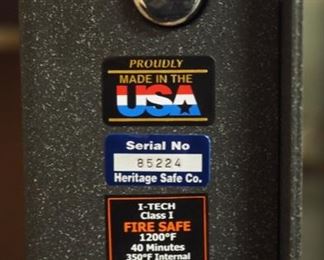 PROUDLY
MADE IN THE
USA
Serial No
85224
Heritage Safe Co.
I-TECH
Class I
FIRE SAFE
1200°F
40 Minutes
350°F Internal